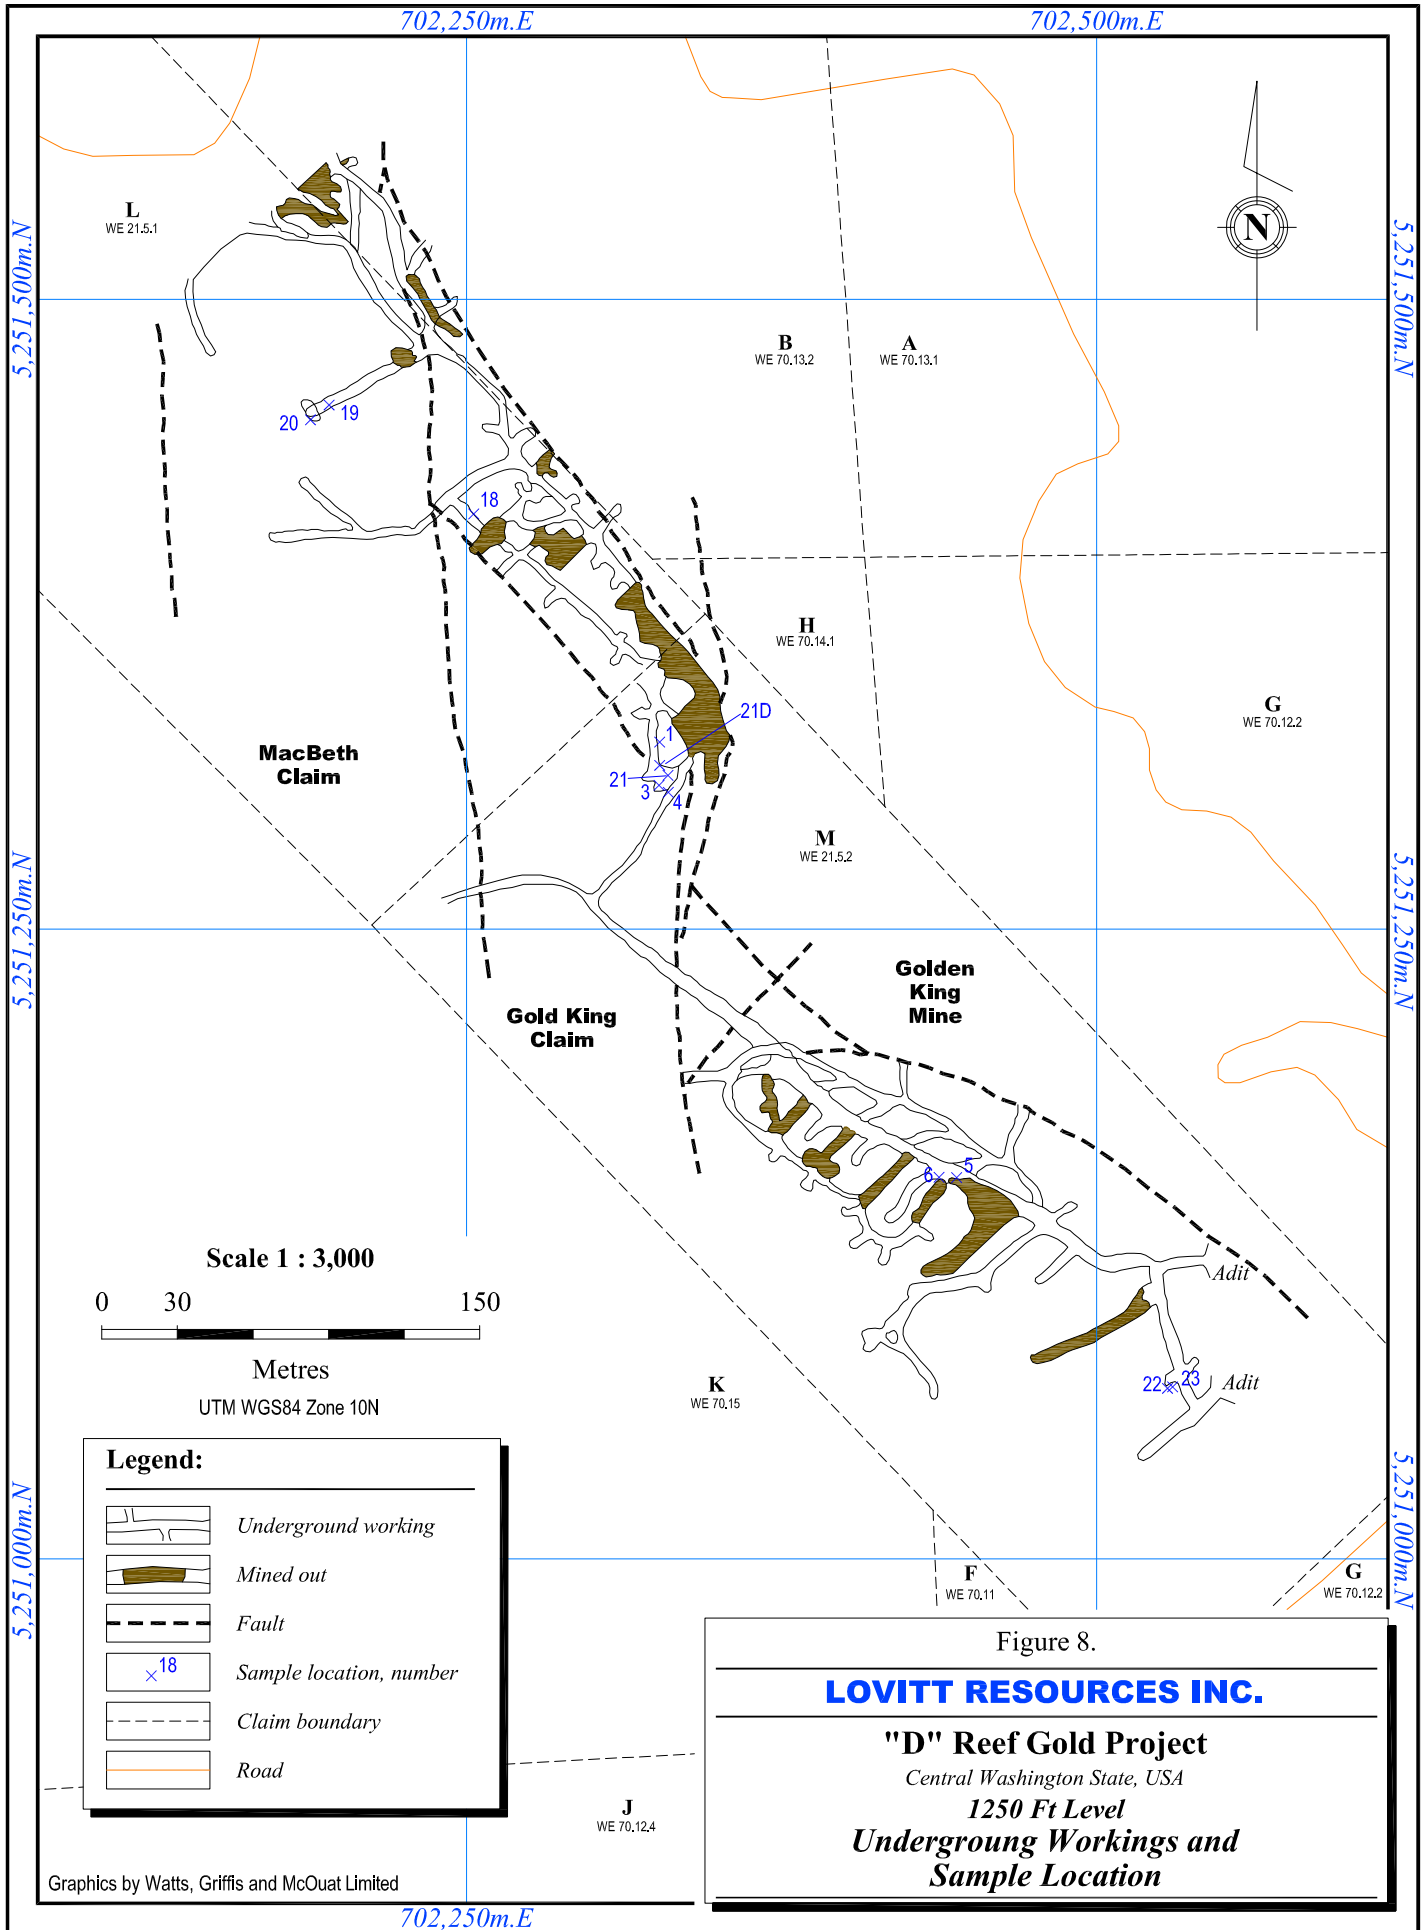 702,250m.E
702,500m.E
L
WE 21.5.1
N
5,251,500m.N
5,251,500m.N
B
WE 70.13.2
A
WE 70.13.1
19
20
18
H
WE 70.14.1
G
WE 70.12.2
21D
1
MacBeth
Claim
21
3
4
M
WE 21.5.2
5,251,250m.N
5,251,250m.N
Golden
King
Mine
Gold King
Claim
6
5
Scale 1 : 3,000
0 30 150
Metres
UTM WGS84 Zone 10N
Adit
K
WE 70.15
22
23
Adit
Legend:
Underground working
Mined out
Fault
18
Sample location, number
Claim boundary
Road
5,251,000m.N
5,251,000m.N
F
WE 70.11
G
WE 70.12.2
J
WE 70.12.4
Figure 8.
LOVITT RESOURCES INC.
"D" Reef Gold Project
Central Washington State, USA
1250 Ft Level
Undergroung Workings and
Sample Location
Graphics by Watts, Griffis and McOuat Limited
702,250m.E